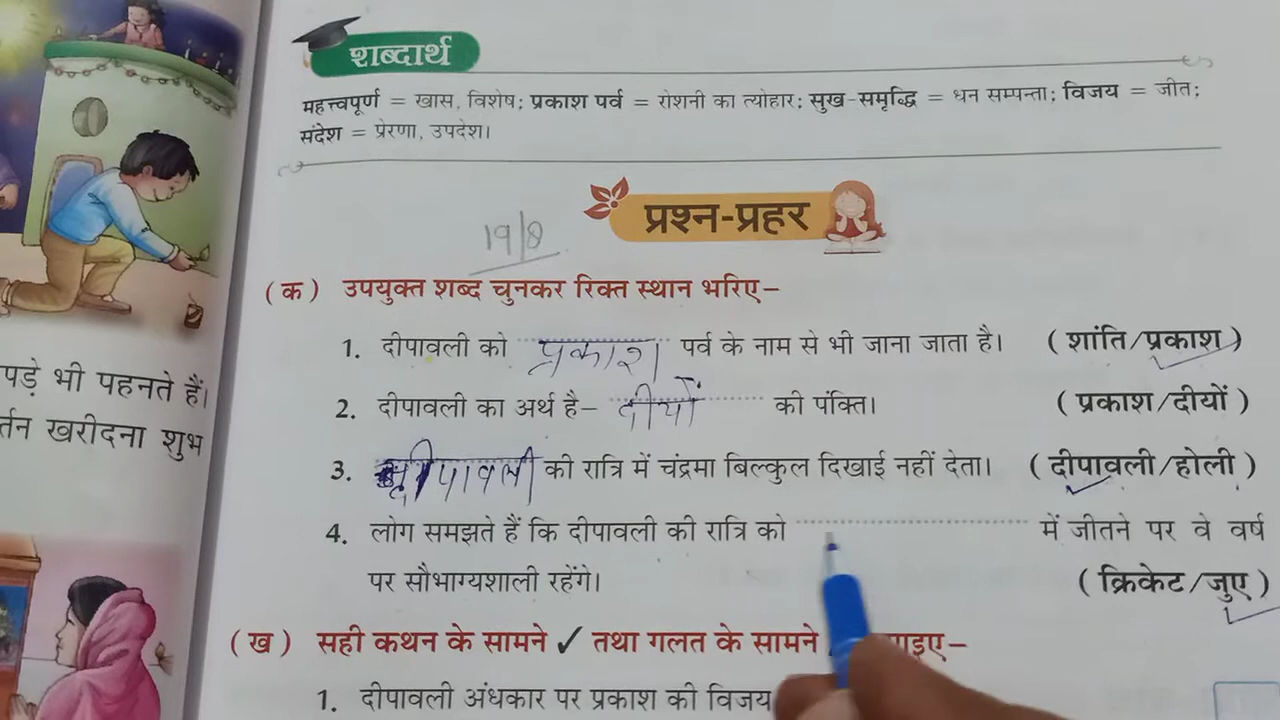 शब्दार्थ
महत्त्वपूर्ण = खास, विशेष; प्रकाश पर्व = रोशनी का त्योहार; सुख-समृद्धि = धन सम्पन्ता; विजय = जीत;
संदेश = प्रेरणा, उपदेश।
प्रश्न-प्रहर
19/8
(क) उपयुक्त शब्द चुनकर रिक्त स्थान भरिए–
1. दीपावली को प्रकाश पर्व के नाम से भी जाना जाता है। (शांति/प्रकाश)
2. दीपावली का अर्थ है– दीयों की पंक्ति। (प्रकाश/दीयों)
3. दीपावली की रात्रि में चंद्रमा बिल्कुल दिखाई नहीं देता। (दीपावली/होली)
4. लोग समझते हैं कि दीपावली की रात्रि को में जीतने पर वे वर्ष
पर सौभाग्यशाली रहेंगे। (क्रिकेट/जुए)
(ख) सही कथन के सामने ✓ तथा गलत के सामने
1. दीपावली अंधकार पर प्रकाश की विजय
पड़े भी पहनते हैं।
र्तन खरीदना शुभ